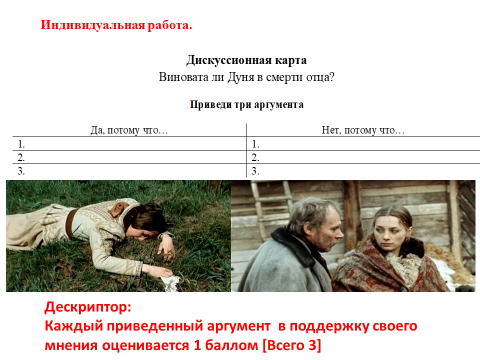 Индивидуальная работа.
Дискуссионная карта
Виновата ли Дуня в смерти отца?
Приведи три аргумента
Да, потому что… Нет, потому что…
1. 1.
2. 2.
3. 3.
Дескриптор:
Каждый приведенный аргумент в поддержку своего
мнения оценивается 1 баллом [Всего 3]